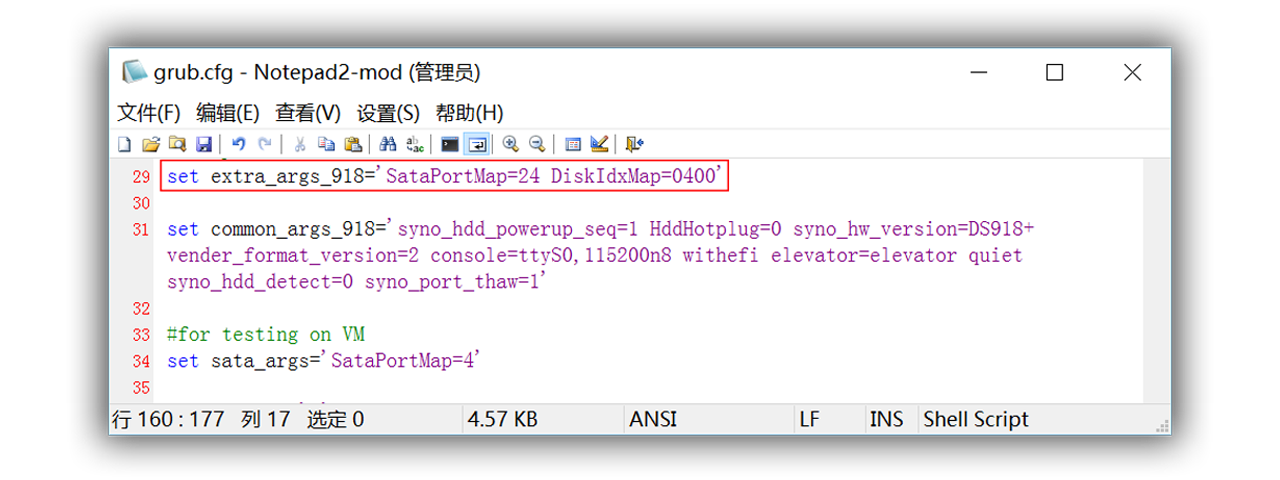 grub.cfg - Notepad2-mod (管理员)
文件(F) 编辑(E) 查看(V) 设置(S) 帮助(H)
29 set extra_args_918='SataPortMap=24 DiskIdxMap=0400'
30
31 set common_args_918='syno_hdd_powerup_seq=1 HddHotplug=0 syno_hw_version=DS918+
vender_format_version=2 console=ttyS0,115200n8 withefi elevator=elevator quiet
syno_hdd_detect=0 syno_port_thaw=1'
32
33 #for testing on VM
34 set sata_args='SataPortMap=4'
35
行 160 : 177 列 17 选定 0 4.57 KB ANSI LF INS Shell Script